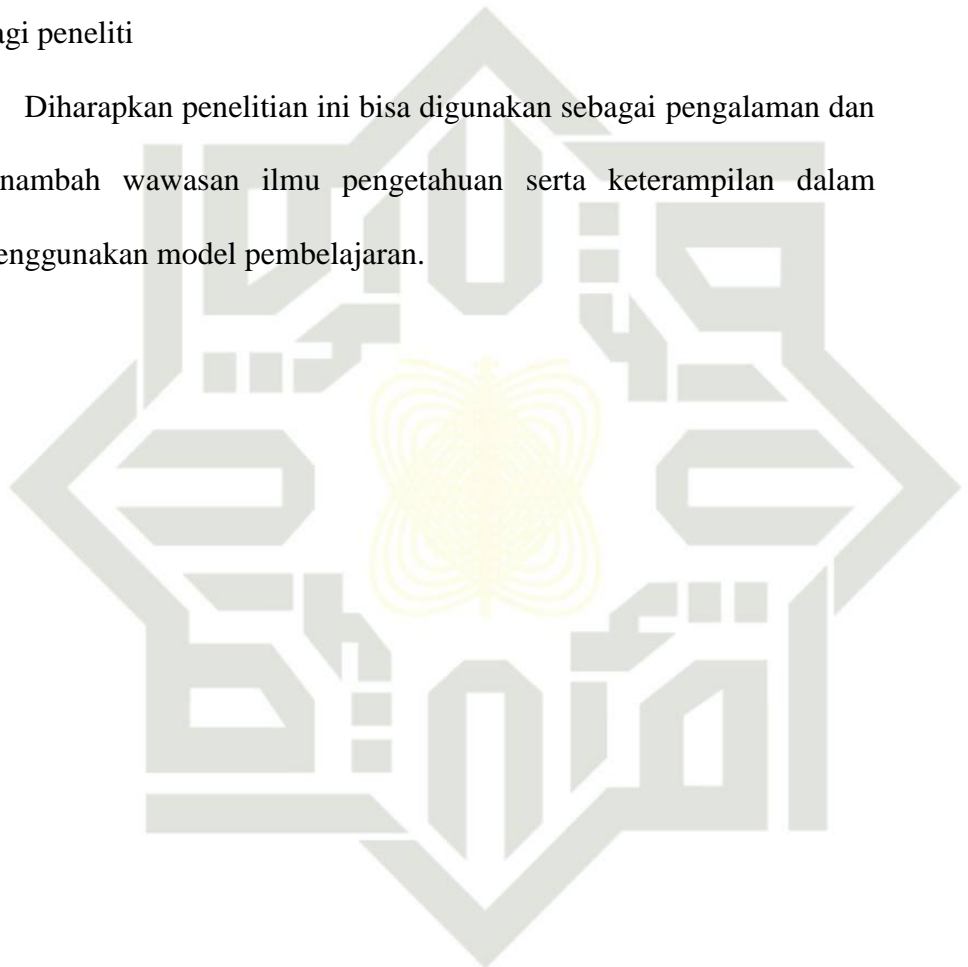 agi peneliti
Diharapkan penelitian ini bisa digunakan sebagai pengalaman dan
nambah wawasan ilmu pengetahuan serta keterampilan dalam
enggunakan model pembelajaran.